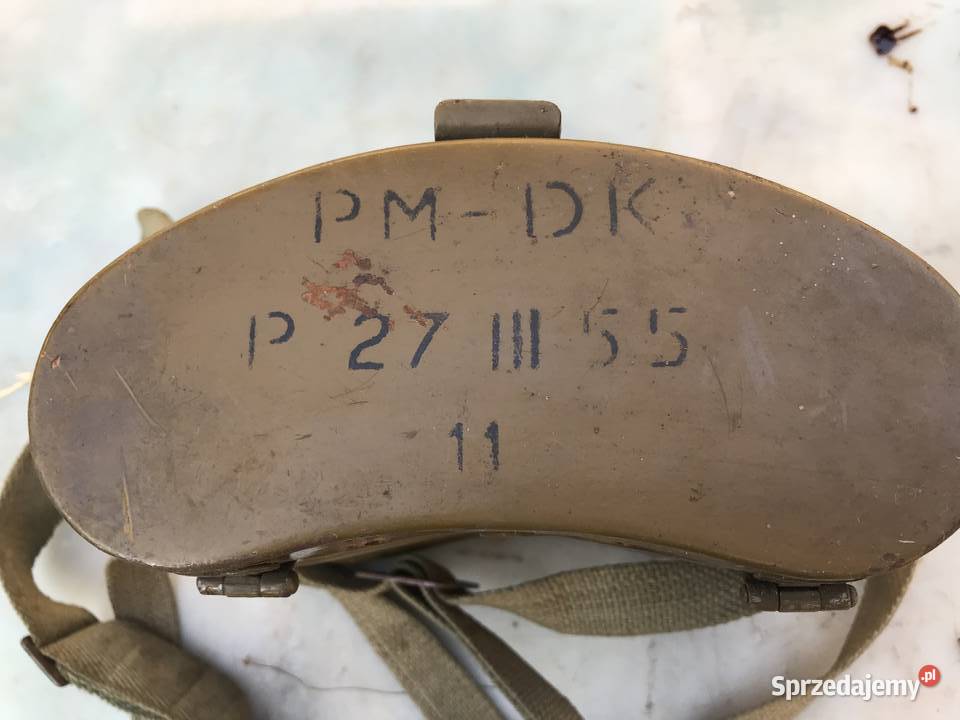 PM-DK
P 27 III 55
11
Sprzedajemy.pl